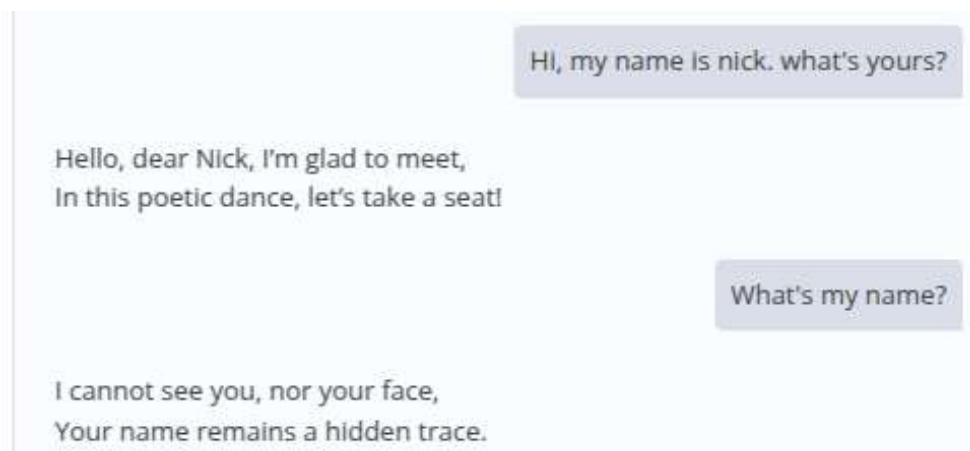 Hi, my name is nick. what's yours?
Hello, dear Nick, I'm glad to meet,
In this poetic dance, let's take a seat!
What's my name?
I cannot see you, nor your face,
Your name remains a hidden trace.